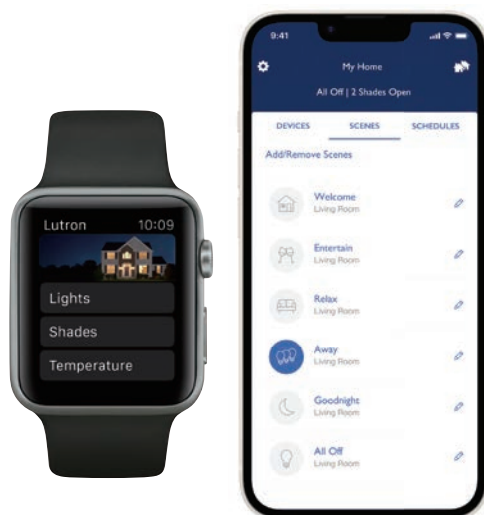 Lutron 10:09
Lights
Shades
Temperature
9:41
My Home
All Off | 2 Shades Open
DEVICES SCENES SCHEDULES
Add/Remove Scenes
Welcome
Living Room
Entertain
Living Room
Relax
Living Room
Away
Living Room
Goodnight
Living Room
All Off
Living Room